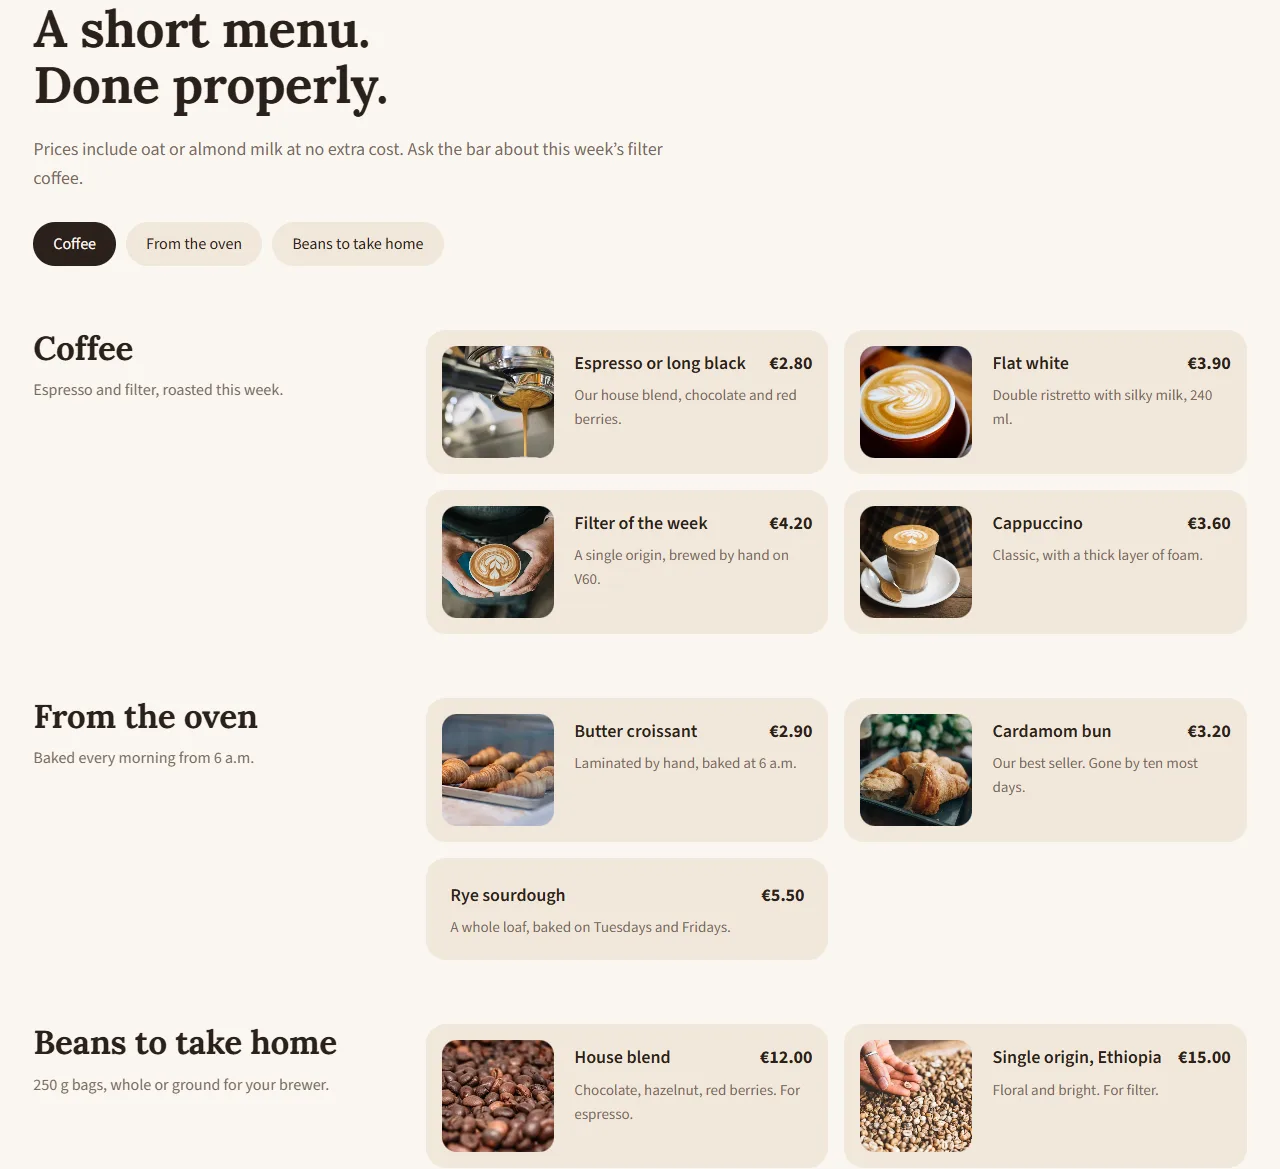 A short menu.
Done properly.
Prices include oat or almond milk at no extra cost. Ask the bar about this week’s filter
coffee.
Coffee
From the oven
Beans to take home
Coffee
Espresso and filter, roasted this week.
Espresso or long black €2.80
Our house blend, chocolate and red
berries.
Flat white €3.90
Double ristretto with silky milk, 240
ml.
Filter of the week €4.20
A single origin, brewed by hand on
V60.
Cappuccino €3.60
Classic, with a thick layer of foam.
From the oven
Baked every morning from 6 a.m.
Butter croissant €2.90
Laminated by hand, baked at 6 a.m.
Cardamom bun €3.20
Our best seller. Gone by ten most
days.
Rye sourdough €5.50
A whole loaf, baked on Tuesdays and Fridays.
Beans to take home
250 g bags, whole or ground for your brewer.
House blend €12.00
Chocolate, hazelnut, red berries. For
espresso.
Single origin, Ethiopia €15.00
Floral and bright. For filter.